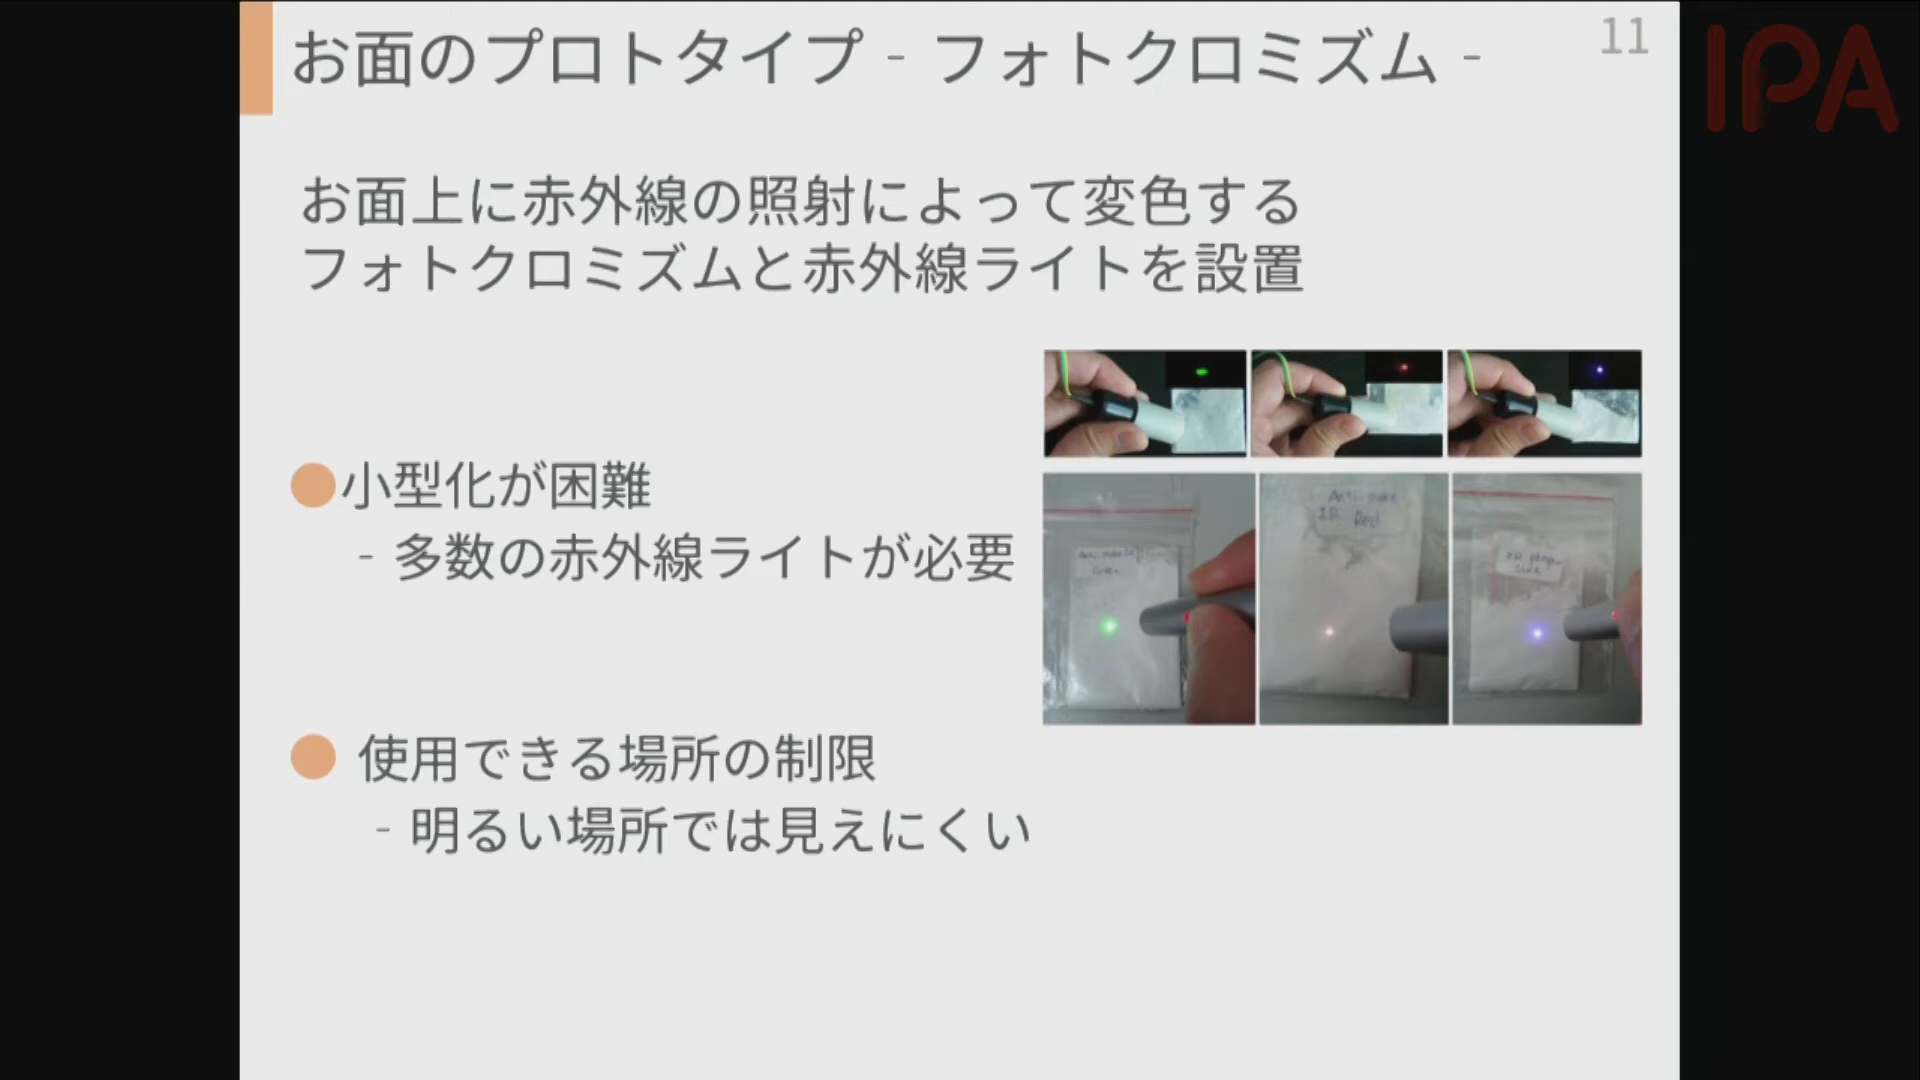 お面のプロトタイプ - フォトクロミズム -
11
IPA
お面上に赤外線の照射によって変色する
フォトクロミズムと赤外線ライトを設置
●小型化が困難
- 多数の赤外線ライトが必要
● 使用できる場所の制限
- 明るい場所では見えにくい
IR Red